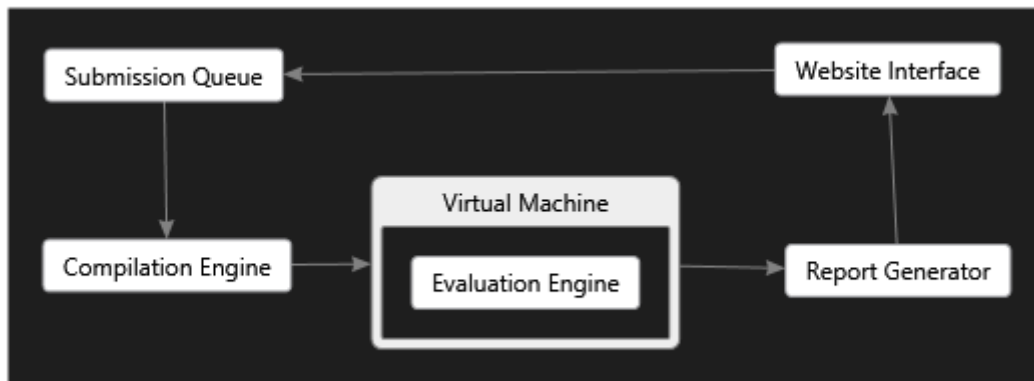 Submission Queue
Website Interface
Virtual Machine
Compilation Engine
Evaluation Engine
Report Generator